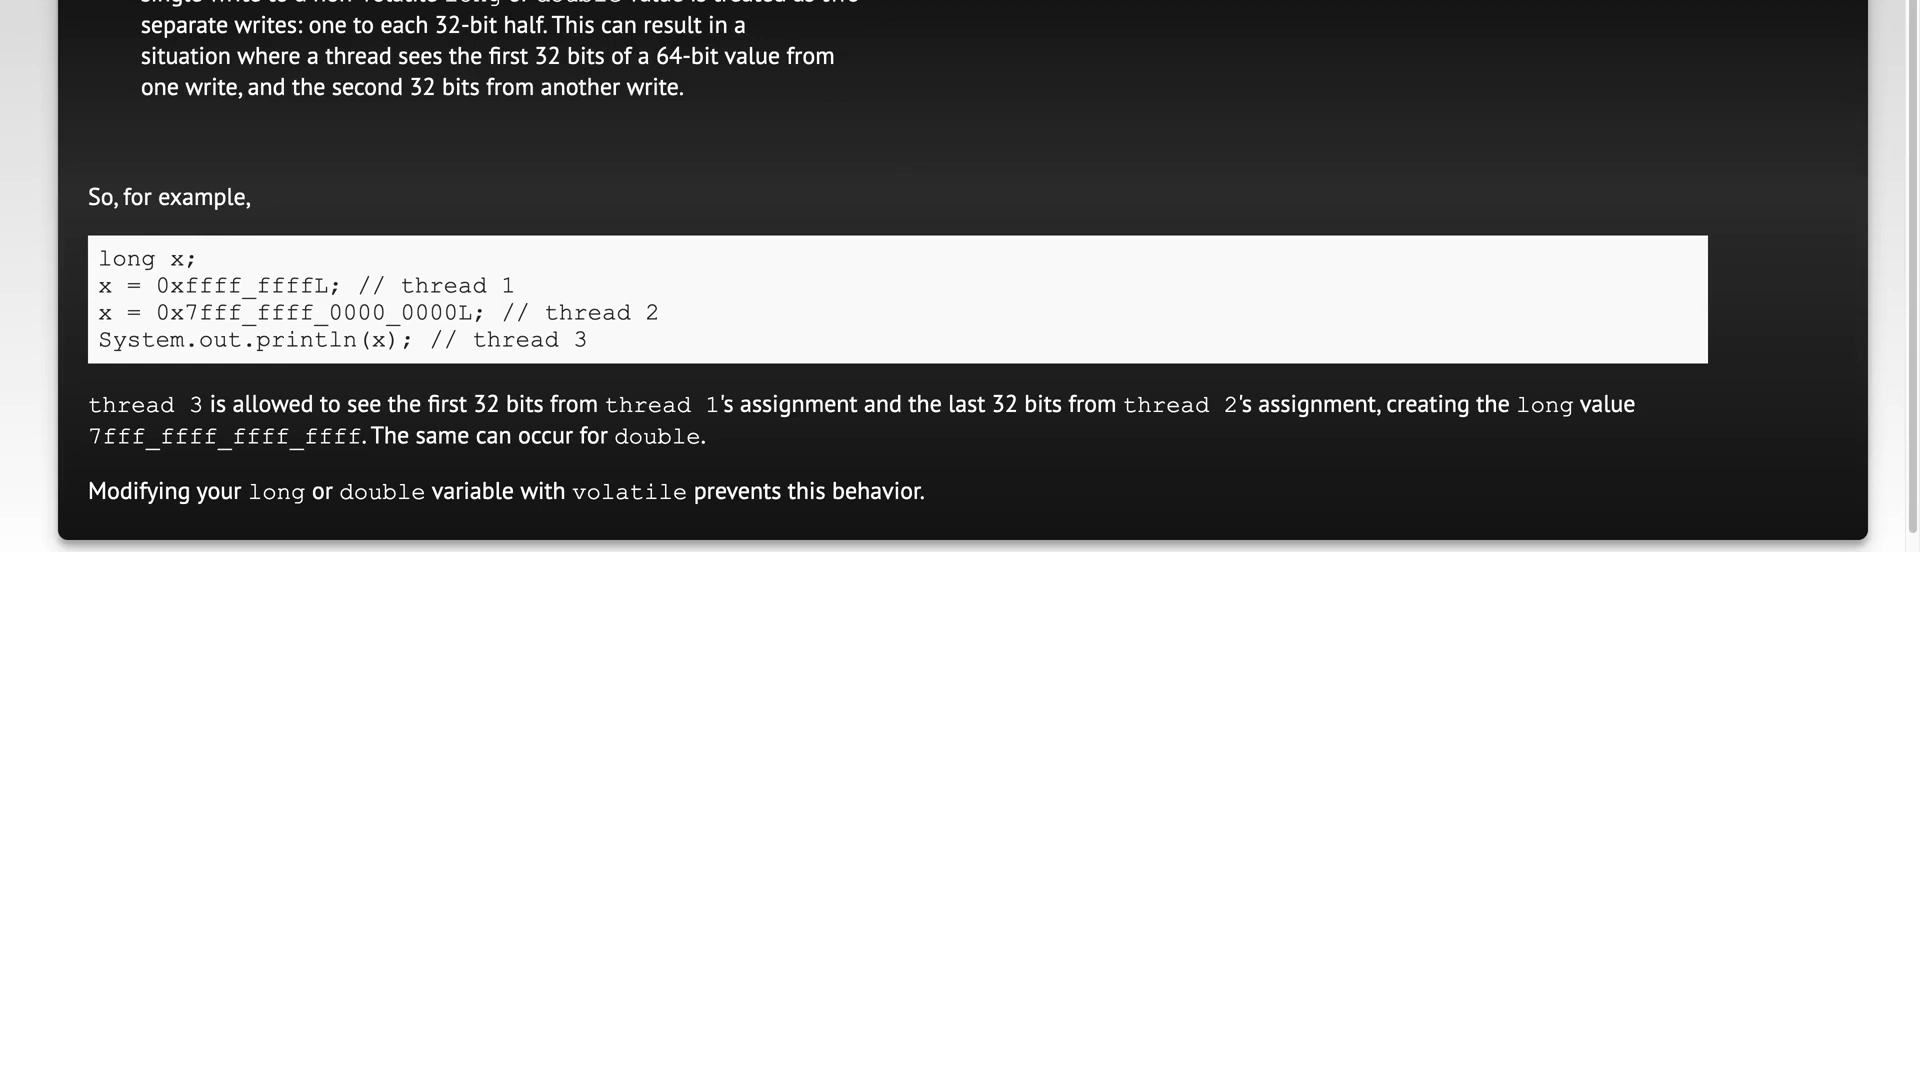 separate writes: one to each 32-bit half. This can result in a
situation where a thread sees the first 32 bits of a 64-bit value from
one write, and the second 32 bits from another write.
So, for example,
long x;
x = 0xffff_ffffL; // thread 1
x = 0x7fff_ffff_0000_0000L; // thread 2
System.out.println(x); // thread 3
thread 3 is allowed to see the first 32 bits from thread 1's assignment and the last 32 bits from thread 2's assignment, creating the long value
7fff_ffff_ffff_ffff. The same can occur for double.
Modifying your long or double variable with volatile prevents this behavior.